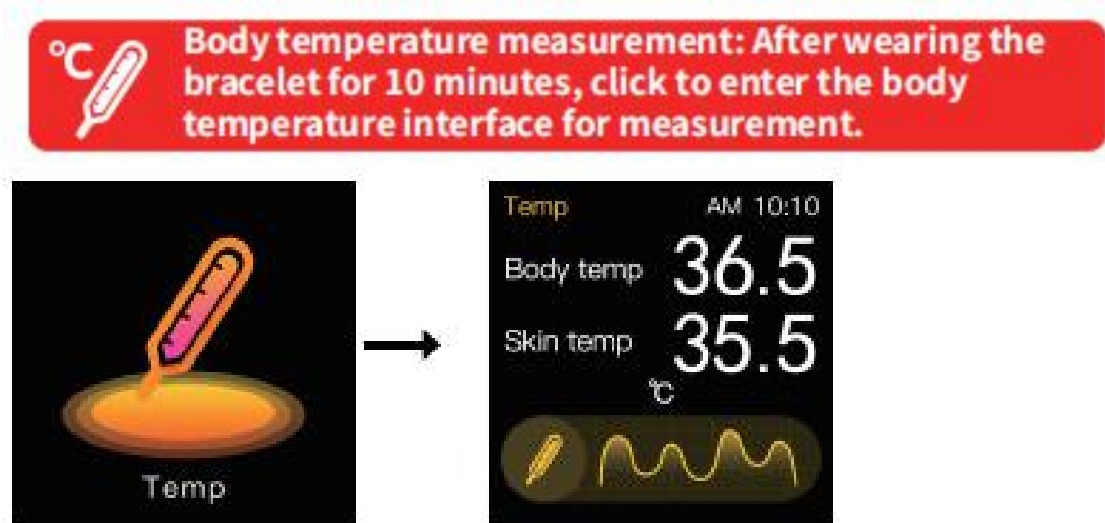 ℃
Body temperature measurement: After wearing the
bracelet for 10 minutes, click to enter the body
temperature interface for measurement.
Temp
Temp AM 10:10
Body temp 36.5
Skin temp 35.5
℃